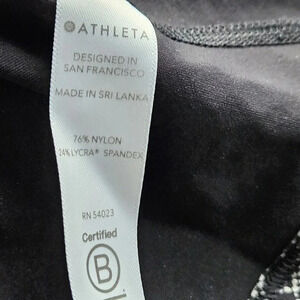 ATHLETA
DESIGNED IN
SAN FRANCISCO
MADE IN SRI LANKA
76% NYLON
24% LYCRA® SPANDEX
RN 54023
Certified
B